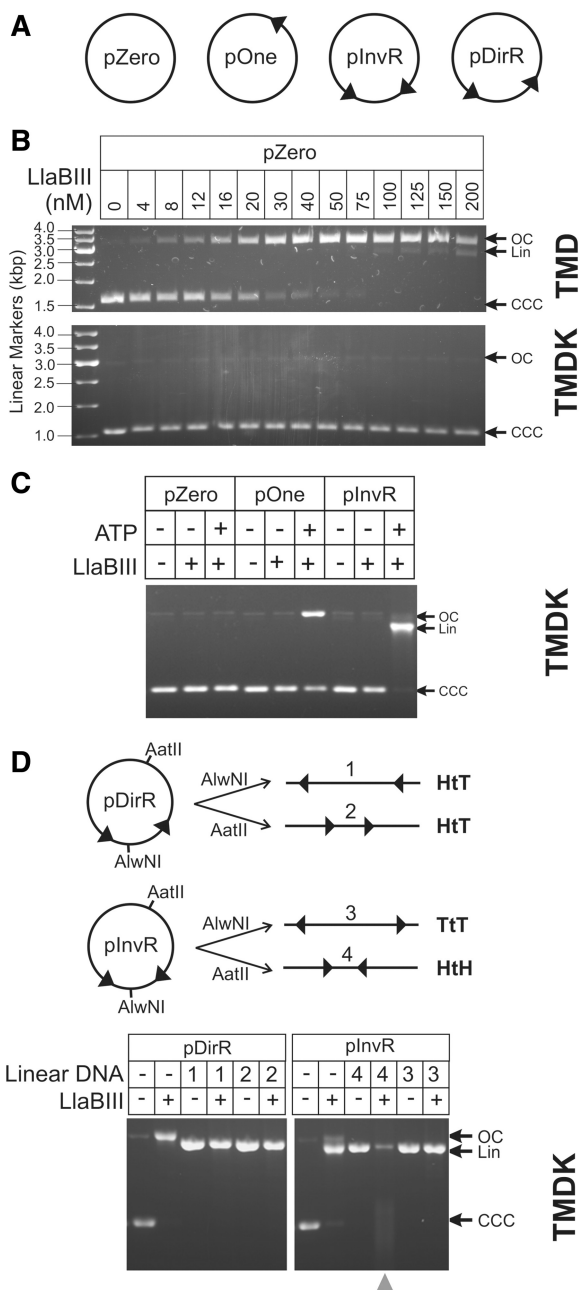 A
pZero
pOne
pInvR
pDirR
B
pZero
LlaBIII
(nM)
0 4 8 12 16 20 30 40 50 75 100 125 150 200
Linear Markers (kbp)
4.0
3.5
3.0
2.5
2.0
1.5
OC
Lin
CCC
TMD
4.0
3.5
3.0
2.5
2.0
1.0
OC
CCC
TMDK
C
pZero pOne pInvR
ATP - - + - - + - - +
LlaBIII - + + - + + - + +
OC
Lin
CCC
TMDK
D
AatII
pDirR
AlwNI
AlwNI
1
HtT
AatII
2
HtT
AatII
pInvR
AlwNI
AlwNI
3
TtT
AatII
4
HtH
pDirR pInvR
Linear DNA - - 1 1 2 2 - - 4 4 3 3
LlaBIII - + - + - + - + - + - +
OC
Lin
CCC
TMDK